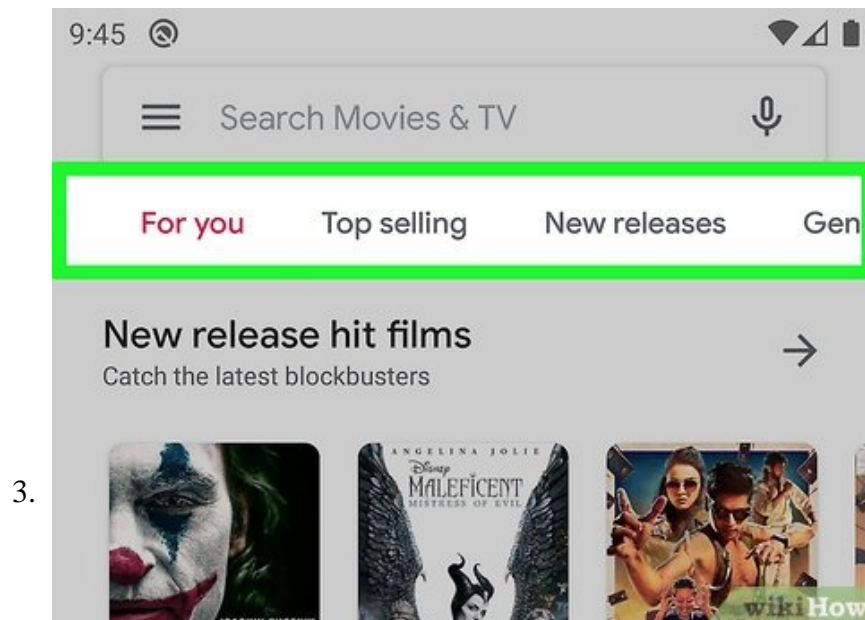 9:45
Search Movies & TV
For you Top selling New releases Gen
New release hit films
Catch the latest blockbusters
3.
ANGELINA JOLIE
Disney
MALEFICENT
MISTRESS OF EVIL
wikiHow